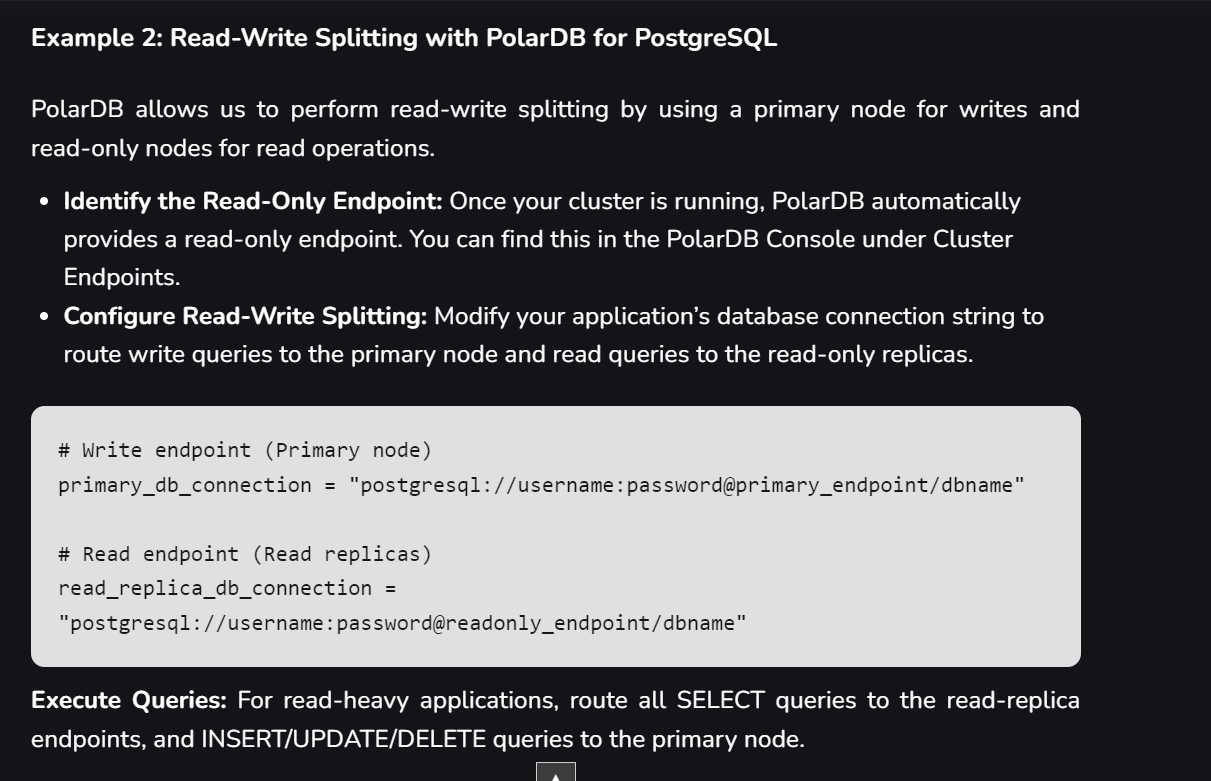 Example 2: Read-Write Splitting with PolarDB for PostgreSQL
PolarDB allows us to perform read-write splitting by using a primary node for writes and
read-only nodes for read operations.
• Identify the Read-Only Endpoint: Once your cluster is running, PolarDB automatically
provides a read-only endpoint. You can find this in the PolarDB Console under Cluster
Endpoints.
• Configure Read-Write Splitting: Modify your application’s database connection string to
route write queries to the primary node and read queries to the read-only replicas.
# Write endpoint (Primary node)
primary_db_connection = "postgresql://username:password@primary_endpoint/dbname"
# Read endpoint (Read replicas)
read_replica_db_connection =
"postgresql://username:password@readonly_endpoint/dbname"
Execute Queries: For read-heavy applications, route all SELECT queries to the read-replica
endpoints, and INSERT/UPDATE/DELETE queries to the primary node.